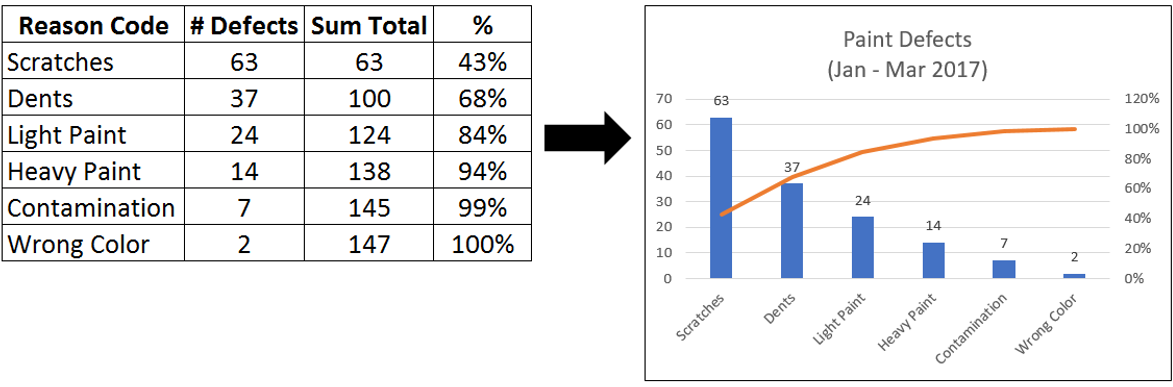 Reason Code # Defects Sum Total %
Scratches 63 63 43%
Dents 37 100 68%
Light Paint 24 124 84%
Heavy Paint 14 138 94%
Contamination 7 145 99%
Wrong Color 2 147 100%
Paint Defects
(Jan - Mar 2017)
70 63 120%
60 100%
50 80%
40 37 60%
30 24 40%
20 14 20%
10 7 0%
0 2
Scratches Dents Light Paint Heavy Paint Contamination Wrong Color